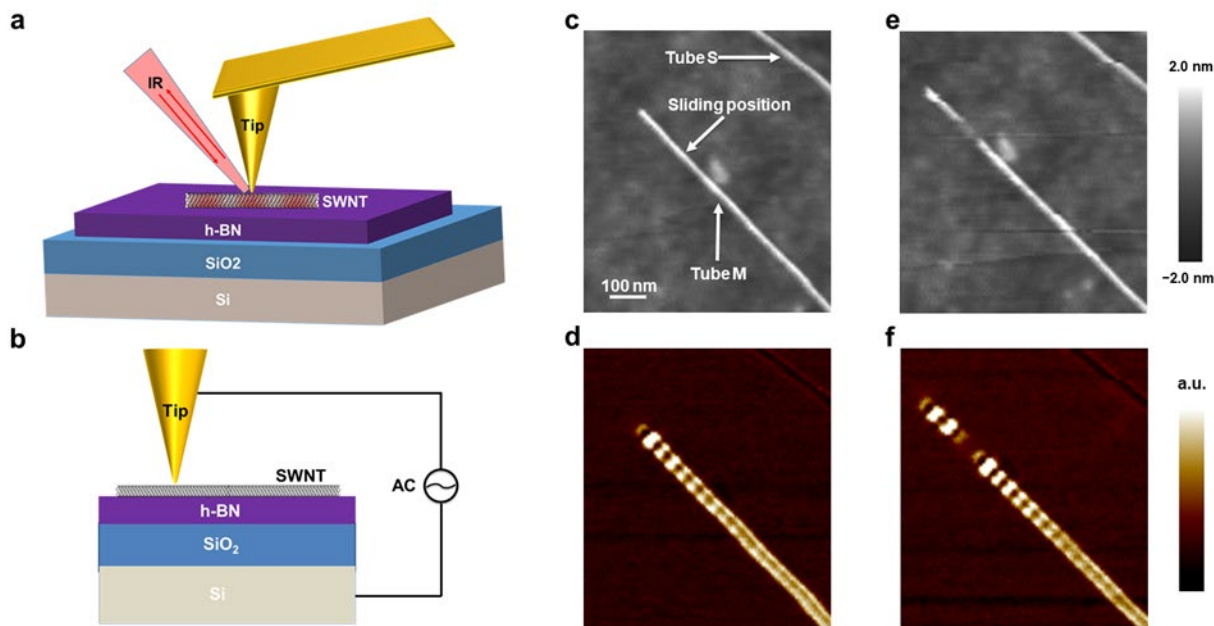 a
IR
Tip
SWNT
h-BN
SiO2
Si
b
Tip
SWNT
AC
h-BN
SiO₂
Si
c
Tube S
Sliding position
Tube M
100 nm
d
e
2.0 nm
−2.0 nm
f
a.u.